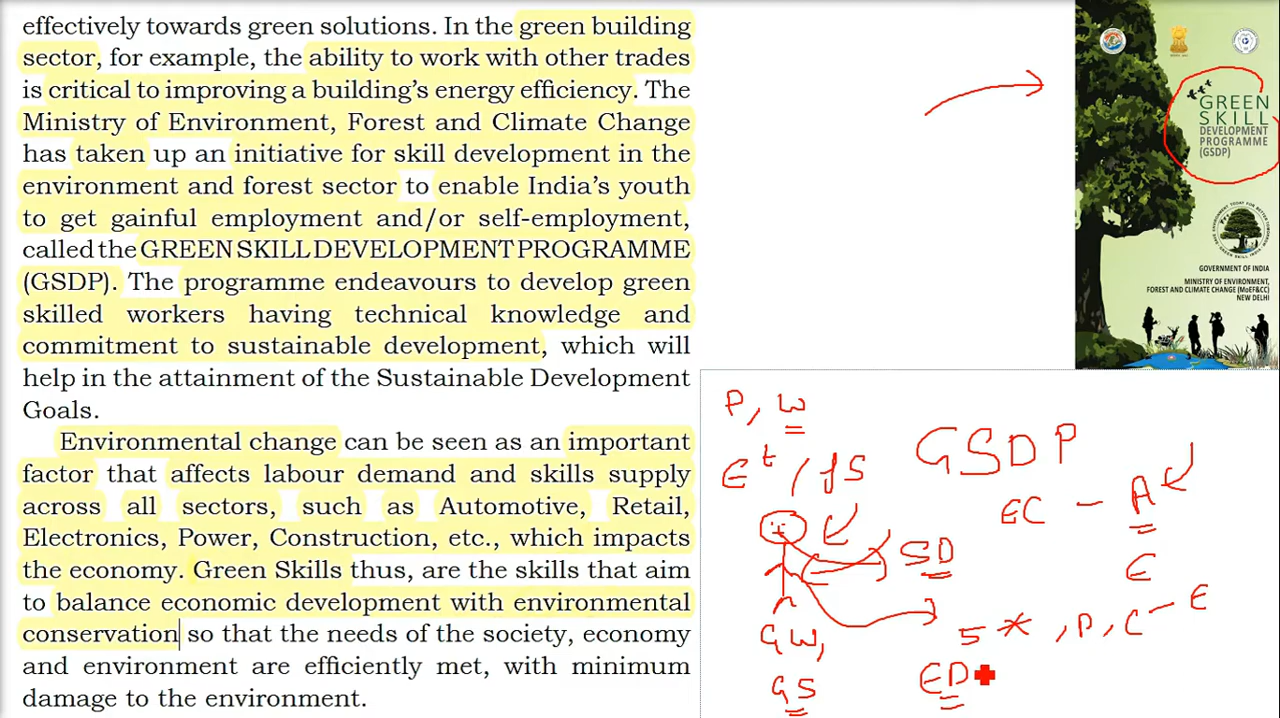 effectively towards green solutions. In the green building
sector, for example, the ability to work with other trades
is critical to improving a building's energy efficiency. The
Ministry of Environment, Forest and Climate Change
has taken up an initiative for skill development in the
environment and forest sector to enable India's youth
to get gainful employment and/or self-employment,
called the GREEN SKILL DEVELOPMENT PROGRAMME
(GSDP). The programme endeavours to develop green
skilled workers having technical knowledge and
commitment to sustainable development, which will
help in the attainment of the Sustainable Development
Goals.
Environmental change can be seen as an important
factor that affects labour demand and skills supply
across all sectors, such as Automotive, Retail,
Electronics, Power, Construction, etc., which impacts
the economy. Green Skills thus, are the skills that aim
to balance economic development with environmental
conservation so that the needs of the society, economy
and environment are efficiently met, with minimum
damage to the environment.
GREEN
SKILL
DEVELOPMENT
PROGRAMME
(GSDP)
GOVERNMENT OF INDIA
MINISTRY OF ENVIRONMENT,
FOREST AND CLIMATE CHANGE (MoEF&CC)
NEW DELHI
P, W
GSDP
EC - A
E
SD
GW,
GS
, P, C - E
ED